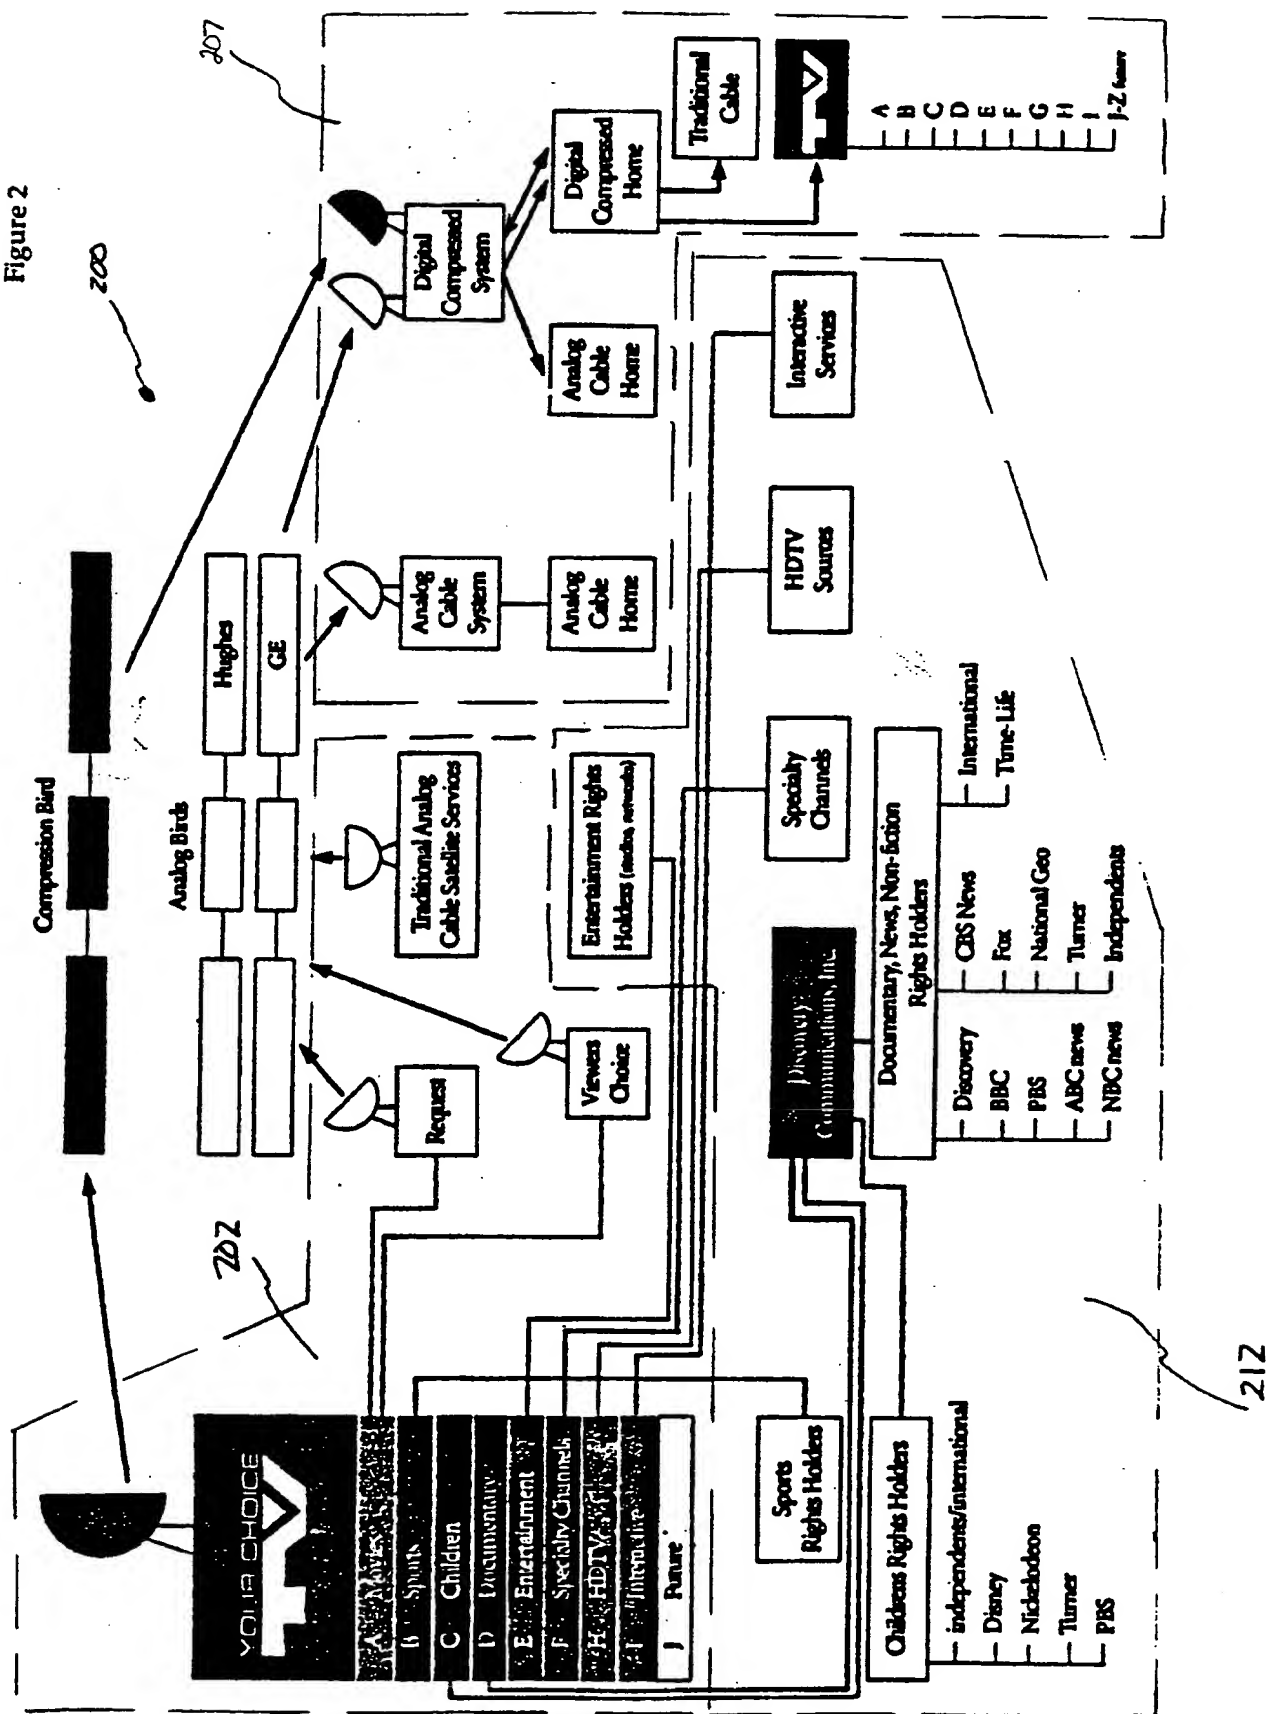 Figure 2
200
207
202
212
Compression Bird
Analog Birds
Hughes
GE
YOUR CHOICE
TV
A Movies
B Sports
C Children
D Documentary
E Entertainment
F Specialty Channels
H HDTV
I Interactive
J Future
Request
Viewers
Choice
Traditional Analog
Cable Satellite Services
Entertainment Rights
Holders (studios, networks)
Analog
Cable
System
Analog
Cable
Home
Digital
Compressed
System
Analog
Cable
Home
Digital
Compressed
Home
Traditional
Cable
TV
A
B
C
D
E
F
G
H
I
J-Z future
Sports
Rights Holders
Childrens Rights Holders
independents/international
Disney
Nickelodeon
Turner
PBS
Discovery
Communications, Inc.
Documentary, News, Non-fiction
Rights Holders
Discovery
BBC
PBS
ABC news
NBC news
CBS News
Fox
National Geo
Turner
Independents
International
Time-Life
Specialty
Channels
HDTV
Sources
Interactive
Services